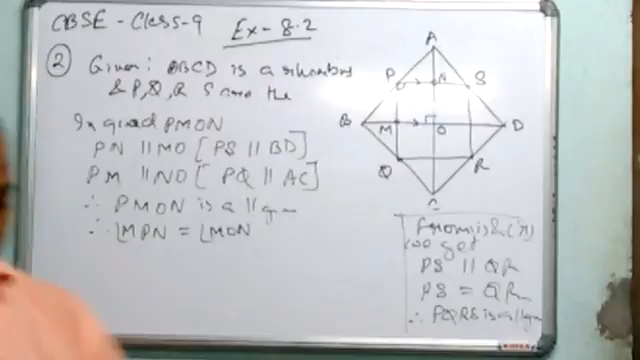 CBSE - Class-9 Ex - 8.2
② Given: ABCD is a rhombus
& P, Q, R S are the
In quad PMON
PN || MO [ PS || BD ]
PM || NO [ PQ || AC ]
∴ PMON is a ||gm
∴ ∠MPN = ∠MON
A
P N S
B M O D
Q R
C
From i & (ii)
we get
PS || QR
PS = QR
∴ PQRS is a ||gm